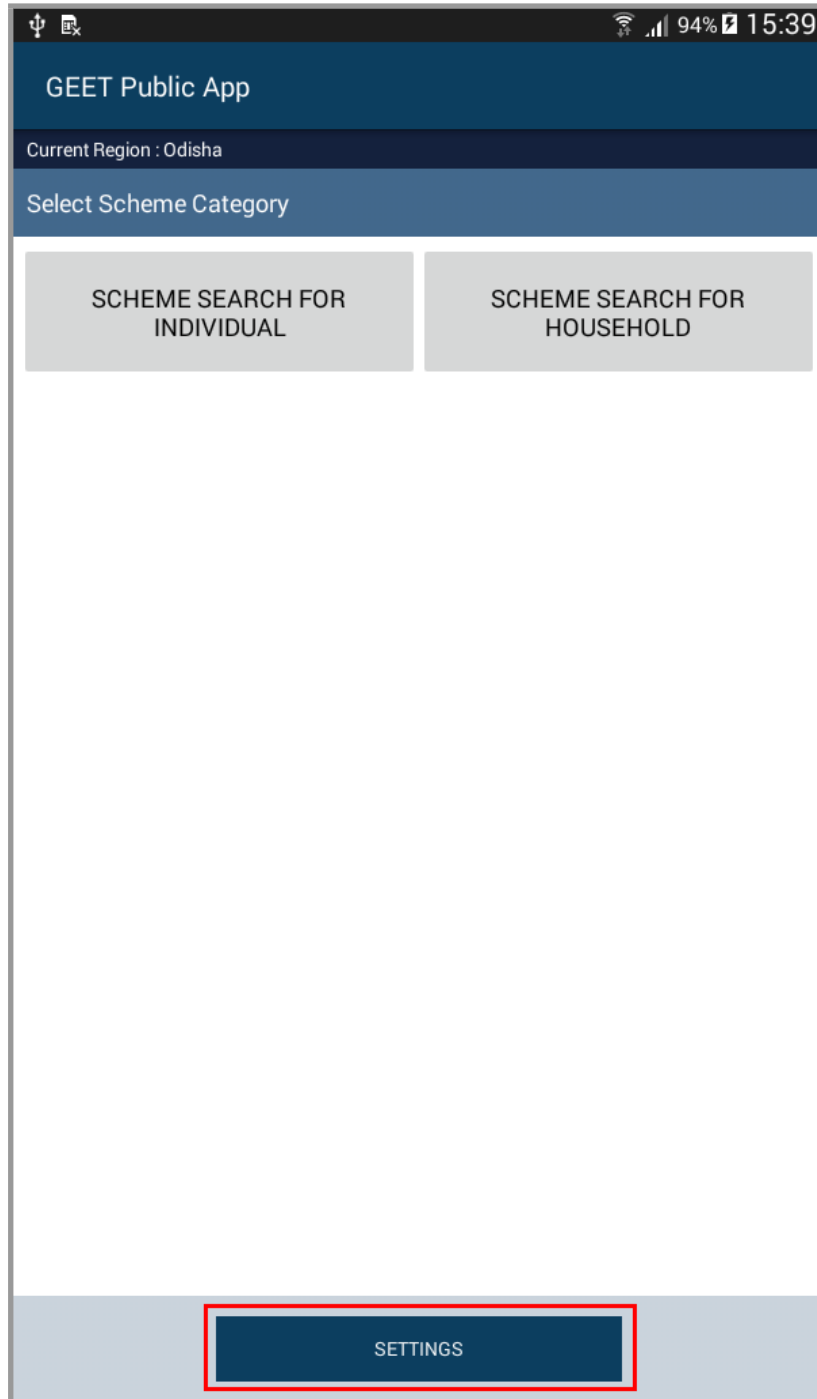 94% 15:39
GEET Public App
Current Region : Odisha
Select Scheme Category
SCHEME SEARCH FOR
INDIVIDUAL
SCHEME SEARCH FOR
HOUSEHOLD
SETTINGS